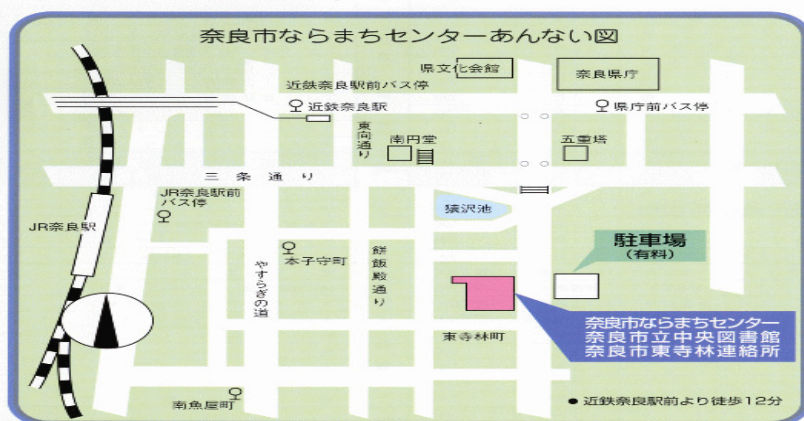 奈良市ならまちセンターあんない図
県文化会館
奈良県庁
近鉄奈良駅前バス停
近鉄奈良駅
県庁前バス停
東向通り
南円堂
五重塔
三条通り
JR奈良駅前
バス停
猿沢池
JR奈良駅
駐車場
(有料)
本子守町
やすらぎの道
餅飯殿通り
奈良市ならまちセンター
奈良市立中央図書館
奈良市東寺林連絡所
東寺林町
南魚屋町
●近鉄奈良駅前より徒歩12分